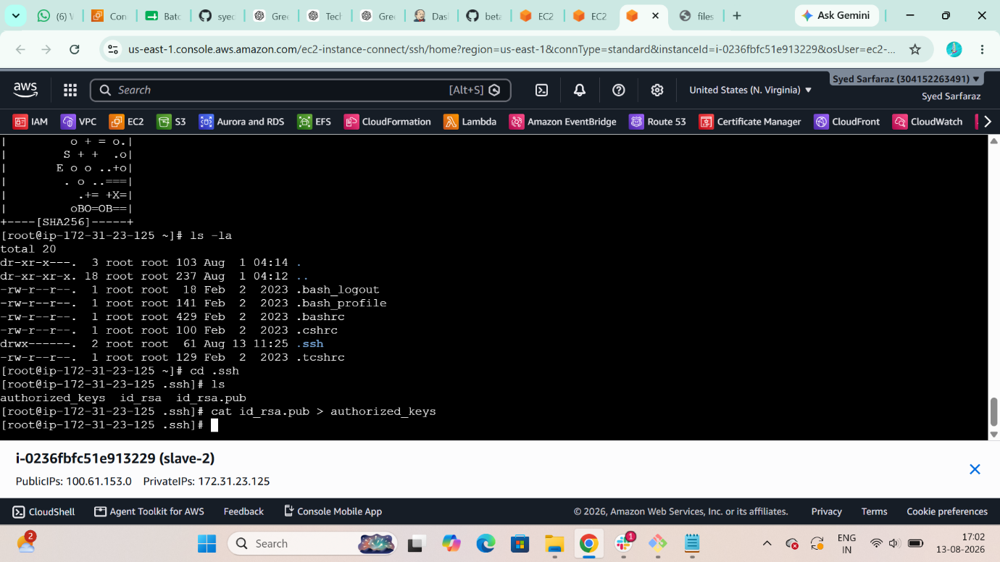 (6) W
Con
Batc
syec
Gree
Tech
Gree
Dasl
beta
EC2
EC2
files
Ask Gemini
us-east-1.console.aws.amazon.com/ec2-instance-connect/ssh/home?region=us-east-1&connType=standard&instanceId=i-0236fbfc51e913229&osUser=ec2-...
aws
Search
[Alt+S]
United States (N. Virginia)
Syed Sarfaraz (304152263491)
Syed Sarfaraz
IAM
VPC
EC2
S3
Aurora and RDS
EFS
CloudFormation
Lambda
Amazon EventBridge
Route 53
Certificate Manager
CloudFront
CloudWatch
|         o + = o.|
|        S + +  .o|
|       E o o ..+o|
|        . o ..===|
|          .+= +X=|
|         oBO=OB==|
+----[SHA256]-----+
[root@ip-172-31-23-125 ~]# ls -la
total 20
dr-xr-x---.  3 root root 103 Aug  1 04:14 .
dr-xr-xr-x. 18 root root 237 Aug  1 04:12 ..
-rw-r--r--.  1 root root  18 Feb  2  2023 .bash_logout
-rw-r--r--.  1 root root 141 Feb  2  2023 .bash_profile
-rw-r--r--.  1 root root 429 Feb  2  2023 .bashrc
-rw-r--r--.  1 root root 100 Feb  2  2023 .cshrc
drwx------.  2 root root  61 Aug 13 11:25 .ssh
-rw-r--r--.  1 root root 129 Feb  2  2023 .tcshrc
[root@ip-172-31-23-125 ~]# cd .ssh
[root@ip-172-31-23-125 .ssh]# ls
authorized_keys  id_rsa  id_rsa.pub
[root@ip-172-31-23-125 .ssh]# cat id_rsa.pub > authorized_keys
[root@ip-172-31-23-125 .ssh]#
i-0236fbfc51e913229 (slave-2)
PublicIPs: 100.61.153.0 PrivateIPs: 172.31.23.125
CloudShell
Agent Toolkit for AWS
Feedback
Console Mobile App
© 2026, Amazon Web Services, Inc. or its affiliates.
Privacy
Terms
Cookie preferences
2
Search
1
ENG
IN
17:02
13-08-2026